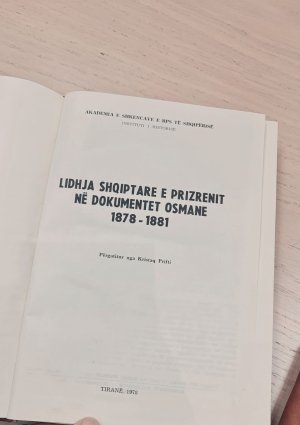 AKADEMIA E SHKENCAVE E RPS TË SHQIPËRISË
INSTITUTI I HISTORISË
LIDHJA SHQIPTARE E PRIZRENIT
NË DOKUMENTET OSMANE
1878 - 1881
Përgatitur nga Kristaq Prifti
TIRANË, 1978